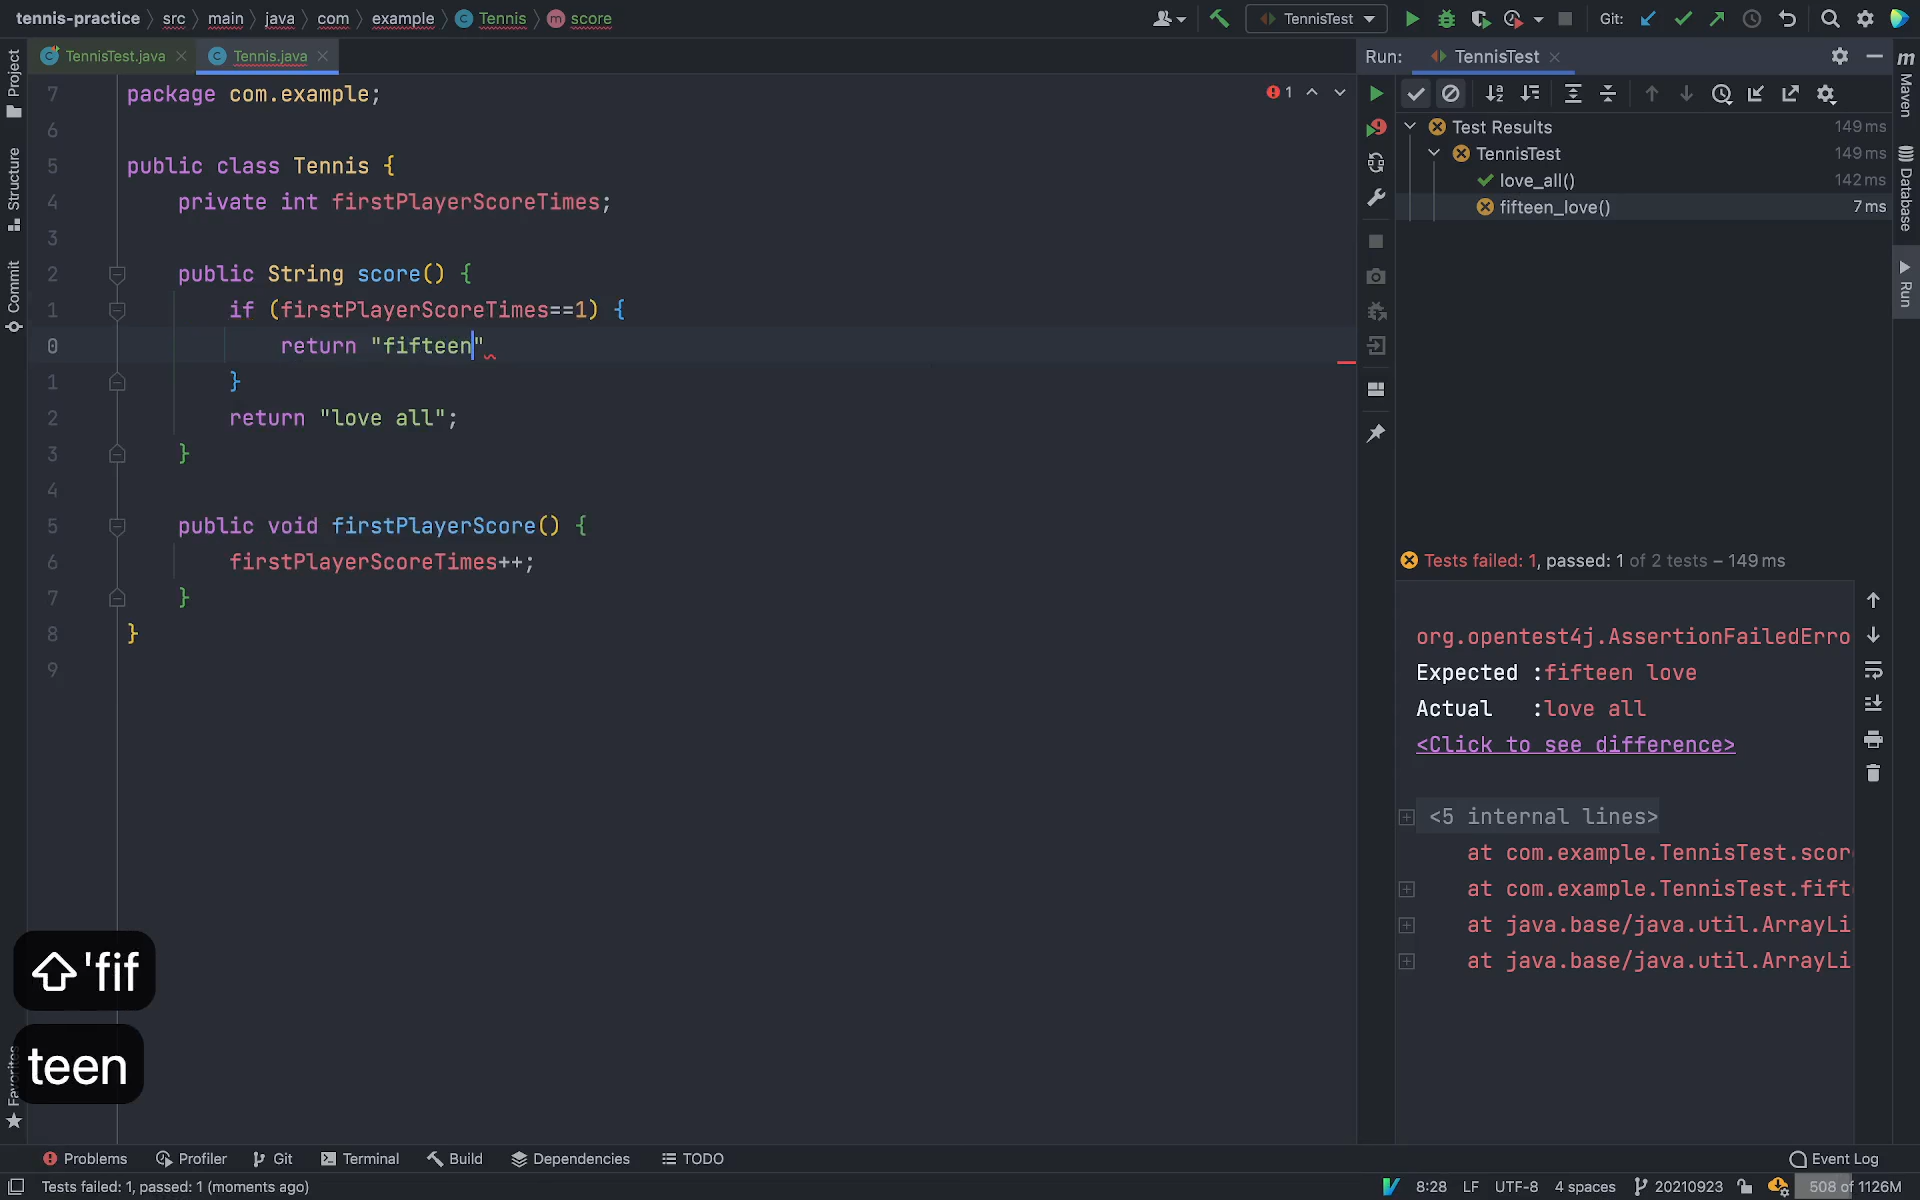 tennis-practice src main java com example Tennis score
TennisTest
Git:
TennisTest.java
Tennis.java
Run: TennisTest
Project
Structure
Commit
Favorites
7 package com.example;
6
5 public class Tennis {
4 private int firstPlayerScoreTimes;
3
2 public String score() {
1 if (firstPlayerScoreTimes==1) {
0 return "fifteen"
1 }
2 return "love all";
3 }
4
5 public void firstPlayerScore() {
6 firstPlayerScoreTimes++;
7 }
8 }
9
1
⇧'fif
teen
Test Results 149 ms
TennisTest 149 ms
love_all() 142 ms
fifteen_love() 7 ms
Tests failed: 1, passed: 1 of 2 tests – 149 ms
org.opentest4j.AssertionFailedErro
Expected :fifteen love
Actual   :love all
<Click to see difference>
<5 internal lines>
at com.example.TennisTest.scor
at com.example.TennisTest.fift
at java.base/java.util.ArrayLi
at java.base/java.util.ArrayLi
m
Maven
Database
Run
Problems Profiler Git Terminal Build Dependencies TODO Event Log
Tests failed: 1, passed: 1 (moments ago) 8:28 LF UTF-8 4 spaces 20210923 508 of 1126M